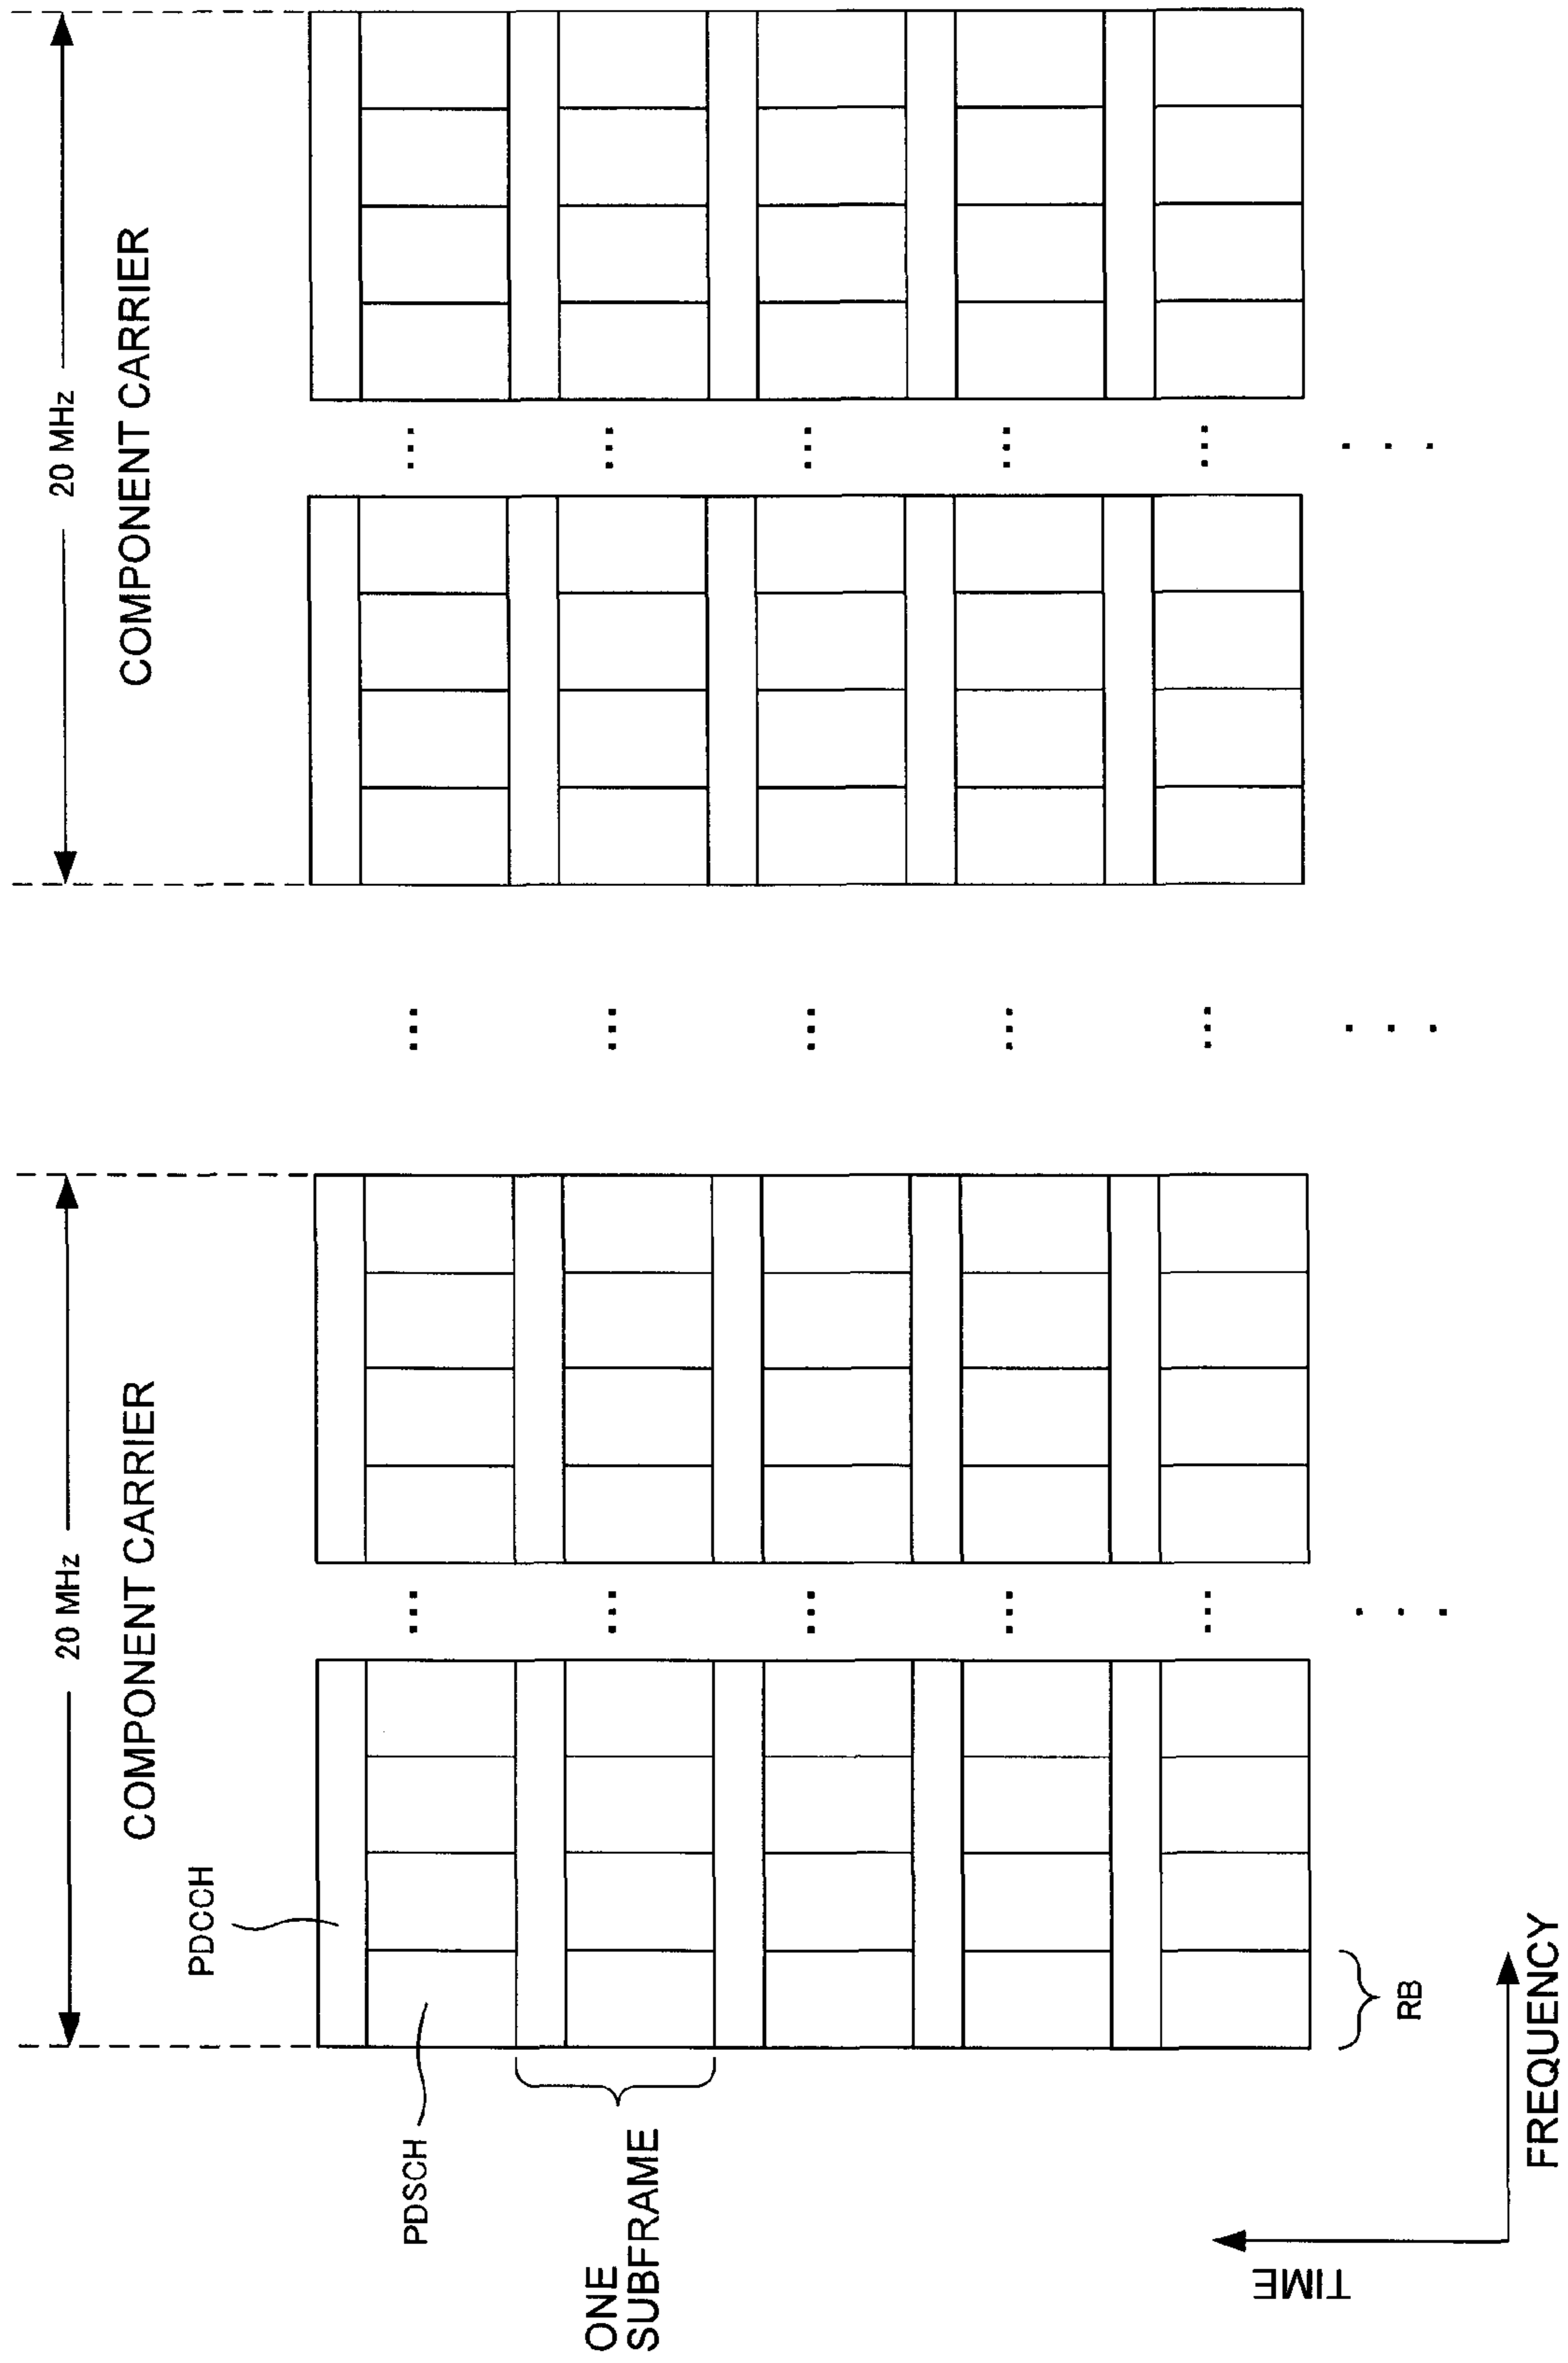 20 MHz
COMPONENT CARRIER
20 MHz
COMPONENT CARRIER
PDCCH
PDSCH
ONE
SUBFRAME
RB
TIME
FREQUENCY